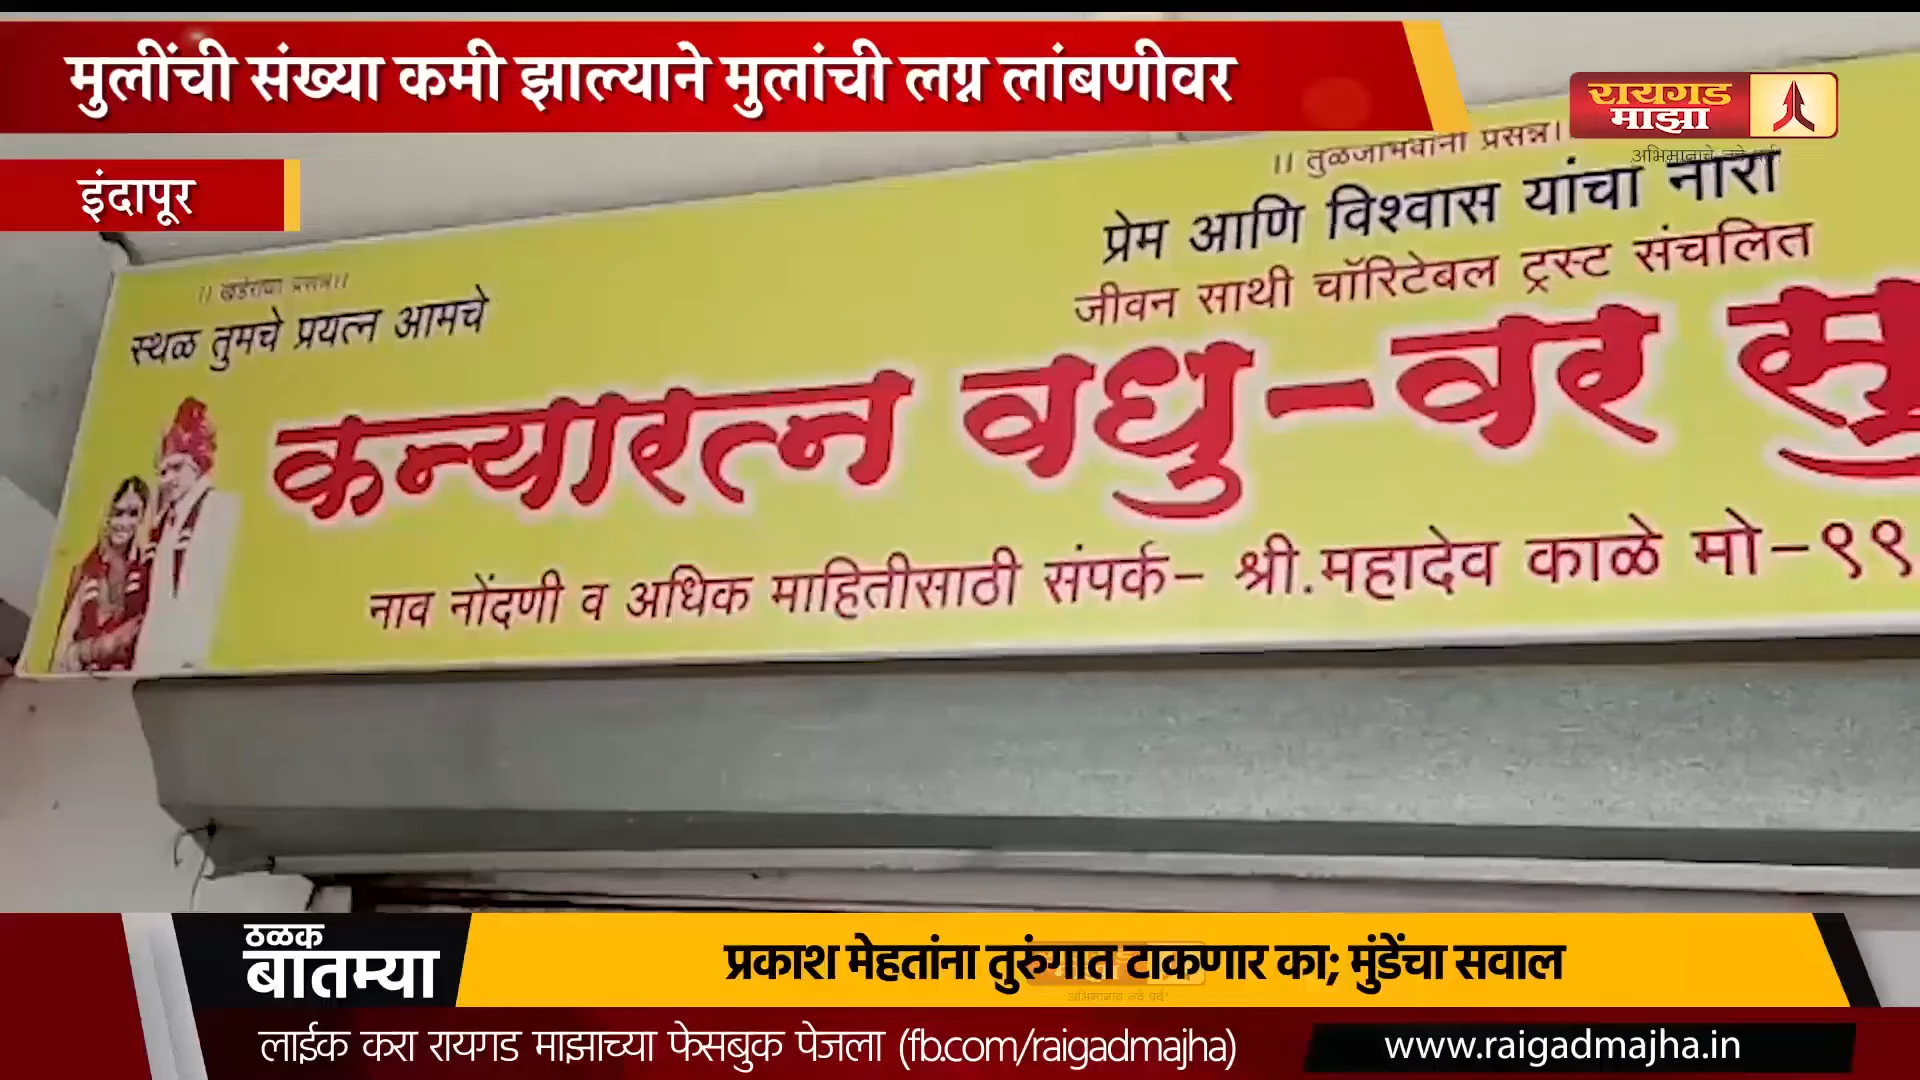 मुलींची संख्या कमी झाल्याने मुलांची लग्न लांबणीवर
रायगड
माझा
इंदापूर
।। तुळजाभवानी प्रसन्न।
प्रेम आणि विश्वास यांचा नारा
जीवन साथी चॉरिटेबल ट्रस्ट संचलित
स्थळ तुमचे प्रयत्न आमचे
कन्यारत्न वधु-वर सु
नाव नोंदणी व अधिक माहितीसाठी संपर्क- श्री.महादेव काळे मो-९९
ठळक
बातम्या
प्रकाश मेहतांना तुरुंगात टाकणार का; मुंडेंचा सवाल
लाईक करा रायगड माझाच्या फेसबुक पेजला (fb.com/raigadmajha)
www.raigadmajha.in